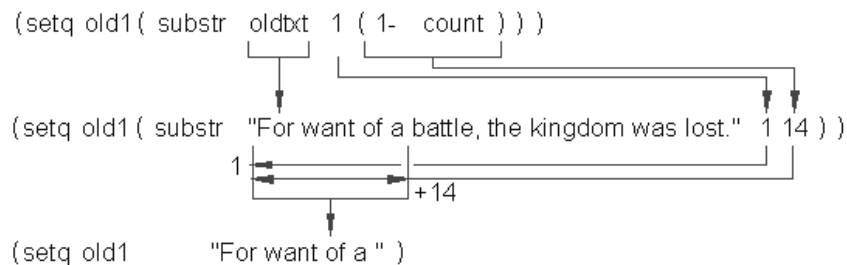 (setq old1( substr oldtxt 1 ( 1- count ) ) )
(setq old1( substr "For want of a battle, the kingdom was lost." 1 14 ) )
1
+14
(setq old1 "For want of a " )